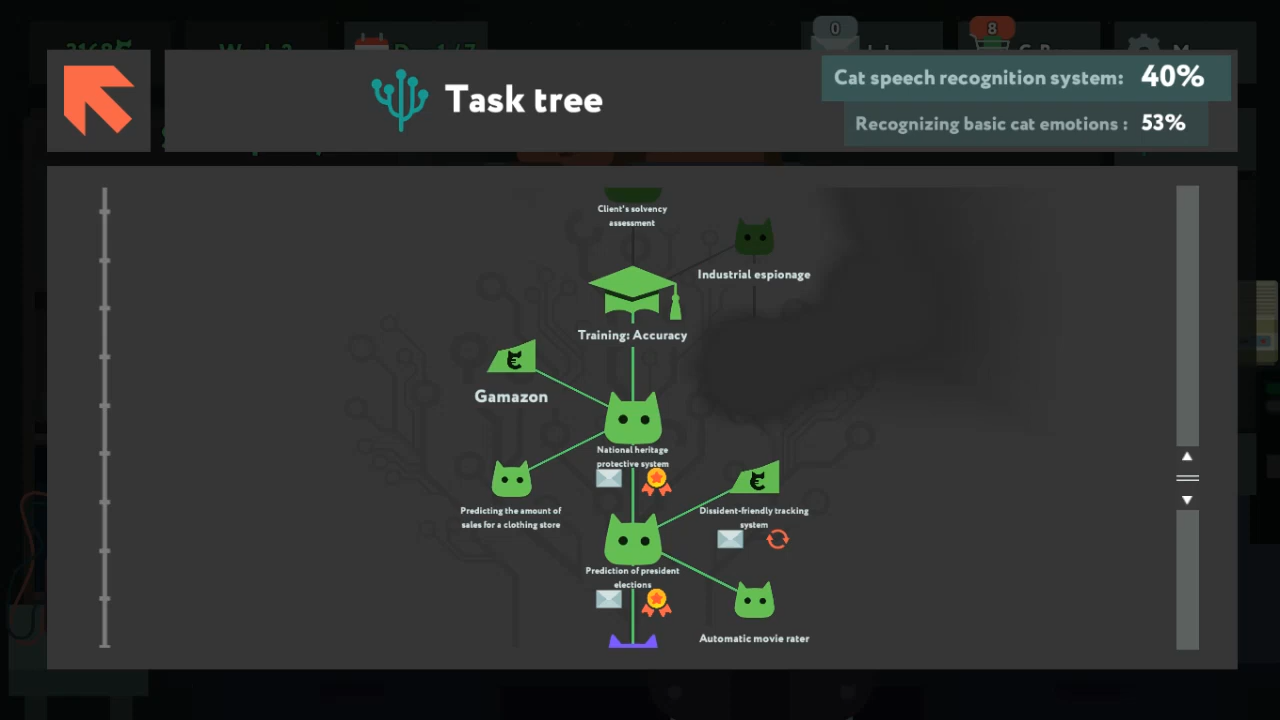 0
8
Task tree
Cat speech recognition system: 40%
Recognizing basic cat emotions : 53%
Client's solvency
assessment
Industrial espionage
Training: Accuracy
Gamazon
National heritage
protective system
Predicting the amount of
sales for a clothing store
Dissident-friendly tracking
system
Prediction of president
elections
Automatic movie rater